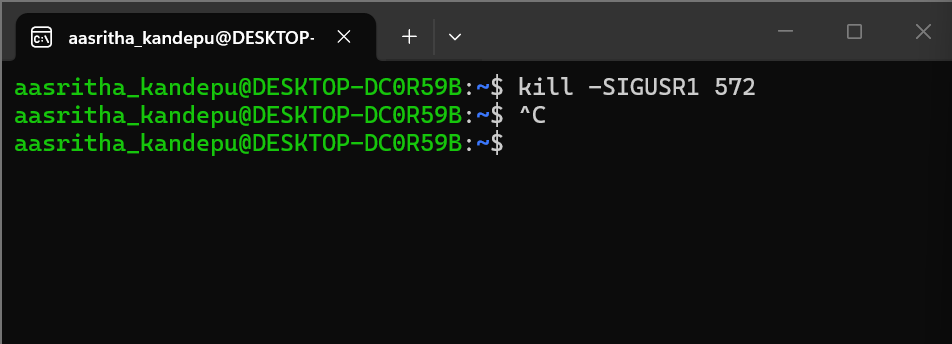 aasritha_kandepu@DESKTOP-
aasritha_kandepu@DESKTOP-DC0R59B:~$ kill -SIGUSR1 572
aasritha_kandepu@DESKTOP-DC0R59B:~$ ^C
aasritha_kandepu@DESKTOP-DC0R59B:~$